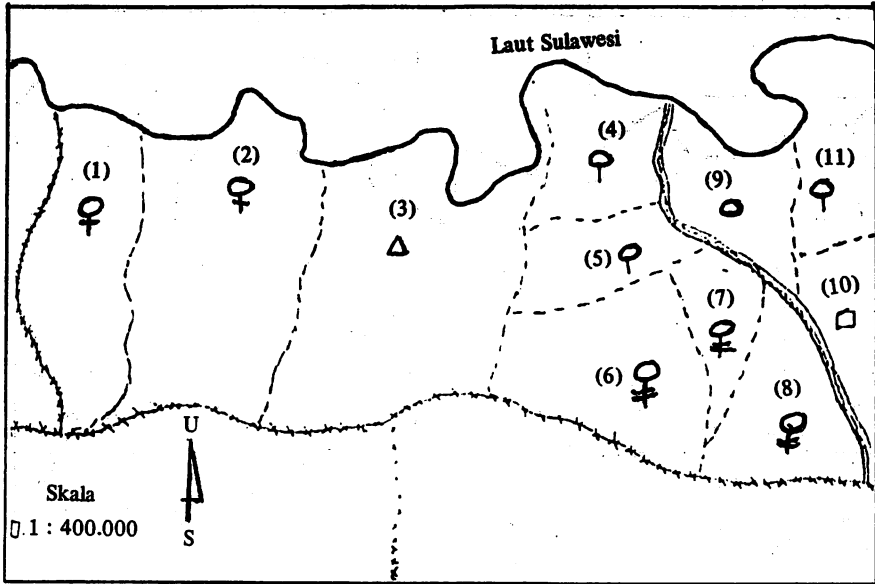 Laut Sulawesi
(1)
(2)
(3)
(4)
(5)
(6)
(7)
(8)
(9)
(10)
(11)
U
S
Skala
1 : 400.000